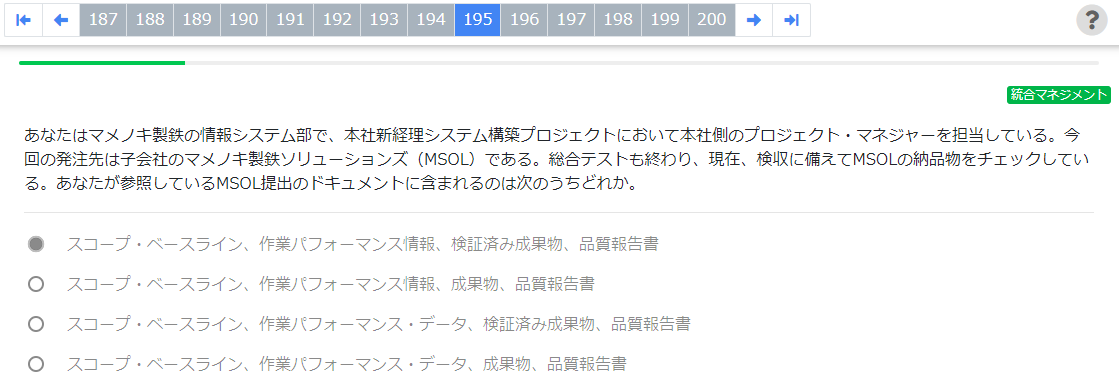 187 188 189 190 191 192 193 194 195 196 197 198 199 200 ?
統合マネジメント
あなたはマメノキ製鉄の情報システム部で、本社新経理システム構築プロジェクトにおいて本社側のプロジェクト・マネジャーを担当している。今
回の発注先は子会社のマメノキ製鉄ソリューションズ（MSOL）である。総合テストも終わり、現在、検収に備えてMSOLの納品物をチェックしてい
る。あなたが参照しているMSOL提出のドキュメントに含まれるのは次のうちどれか。
スコープ・ベースライン、作業パフォーマンス情報、検証済み成果物、品質報告書
スコープ・ベースライン、作業パフォーマンス情報、成果物、品質報告書
スコープ・ベースライン、作業パフォーマンス・データ、検証済み成果物、品質報告書
スコープ・ベースライン、作業パフォーマンス・データ、成果物、品質報告書